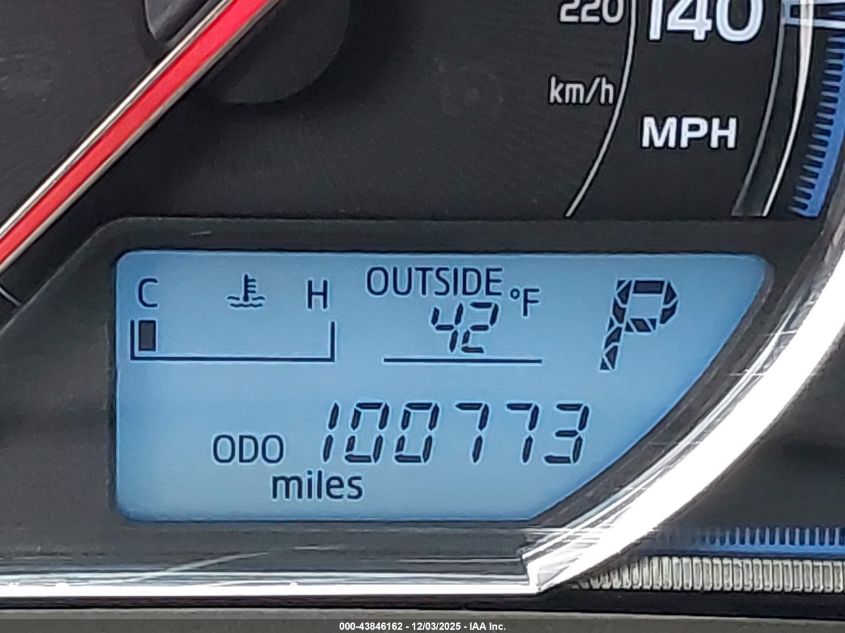 220 140
km/h
MPH
C H OUTSIDE
42 °F P
ODO 100773
miles
000-43846162 - 12/03/2025 - IAA Inc.